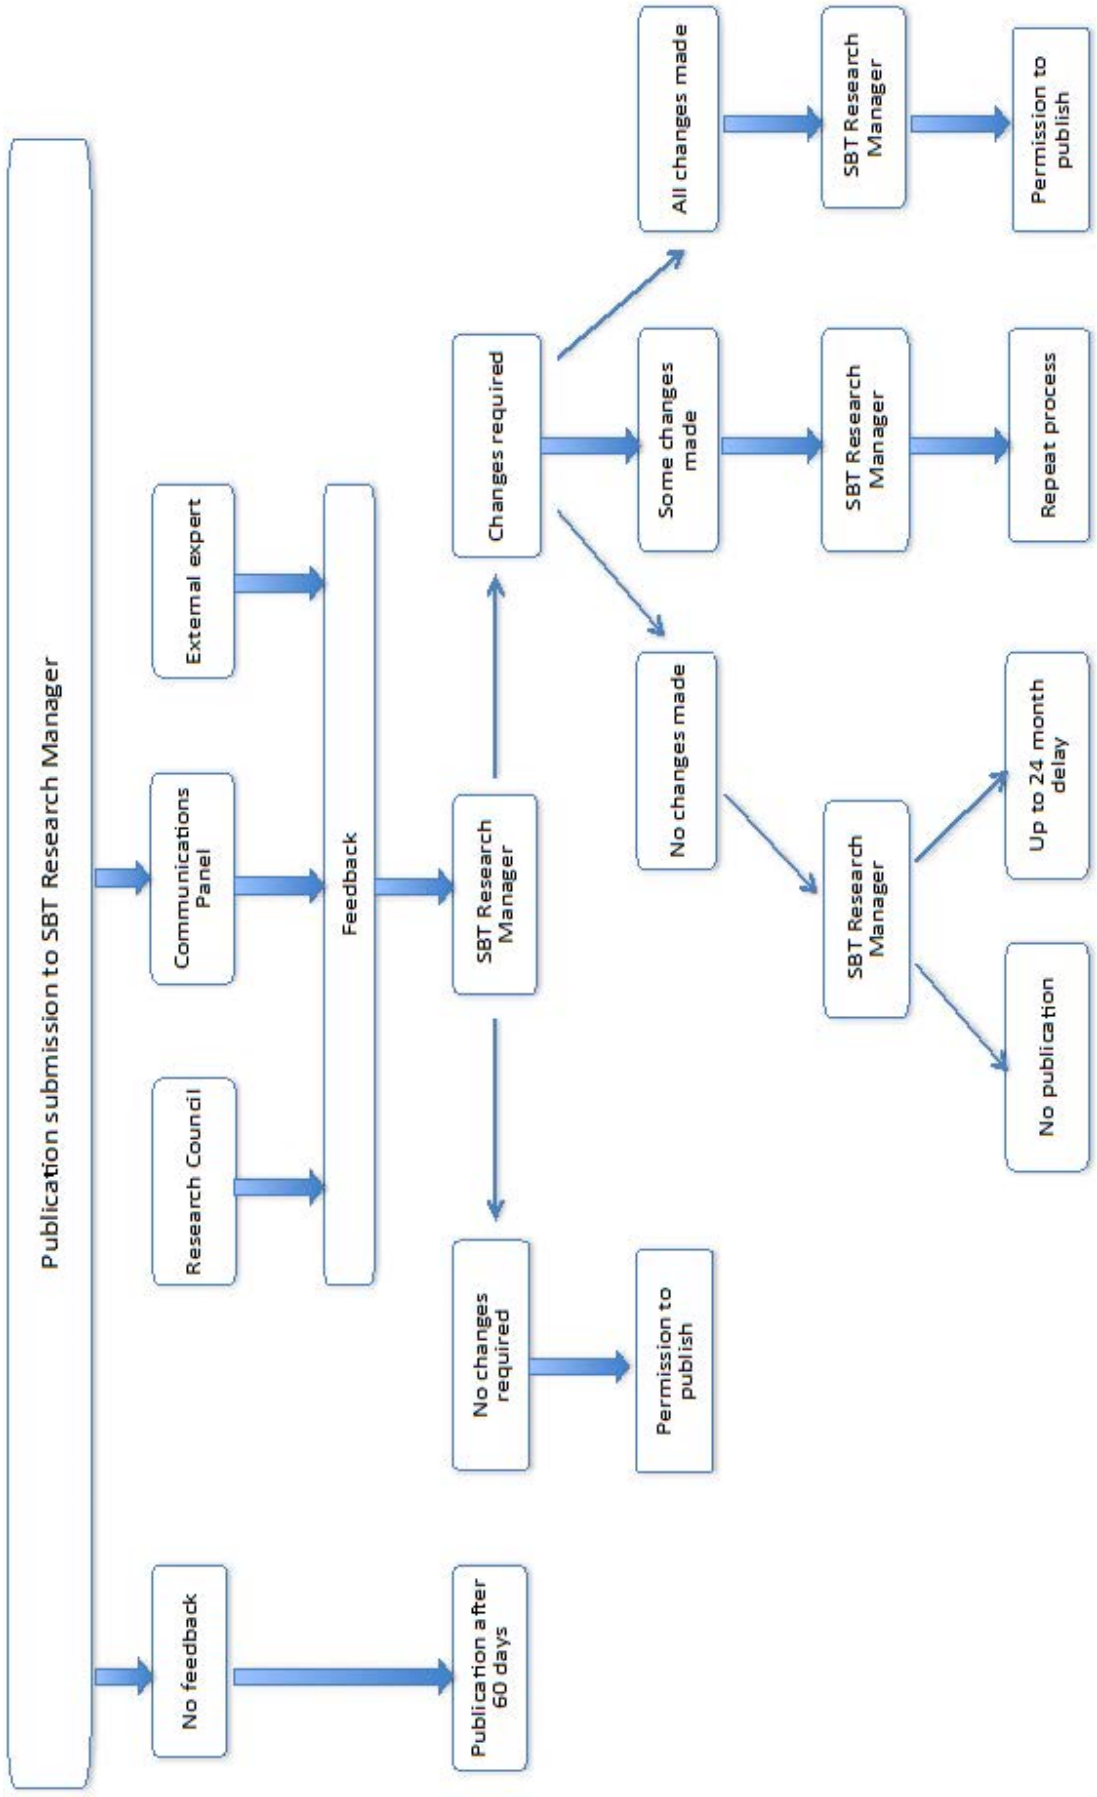 Publication submission to SBT Research Manager
No feedback
Research Council
Communications
Panel
External expert
Feedback
Publication after
60 days
No changes
required
SBT Research
Manager
Changes required
Permission to
publish
No changes made
Some changes
made
All changes made
SBT Research
Manager
SBT Research
Manager
SBT Research
Manager
No publication
Up to 24 month
delay
Repeat process
Permission to
publish